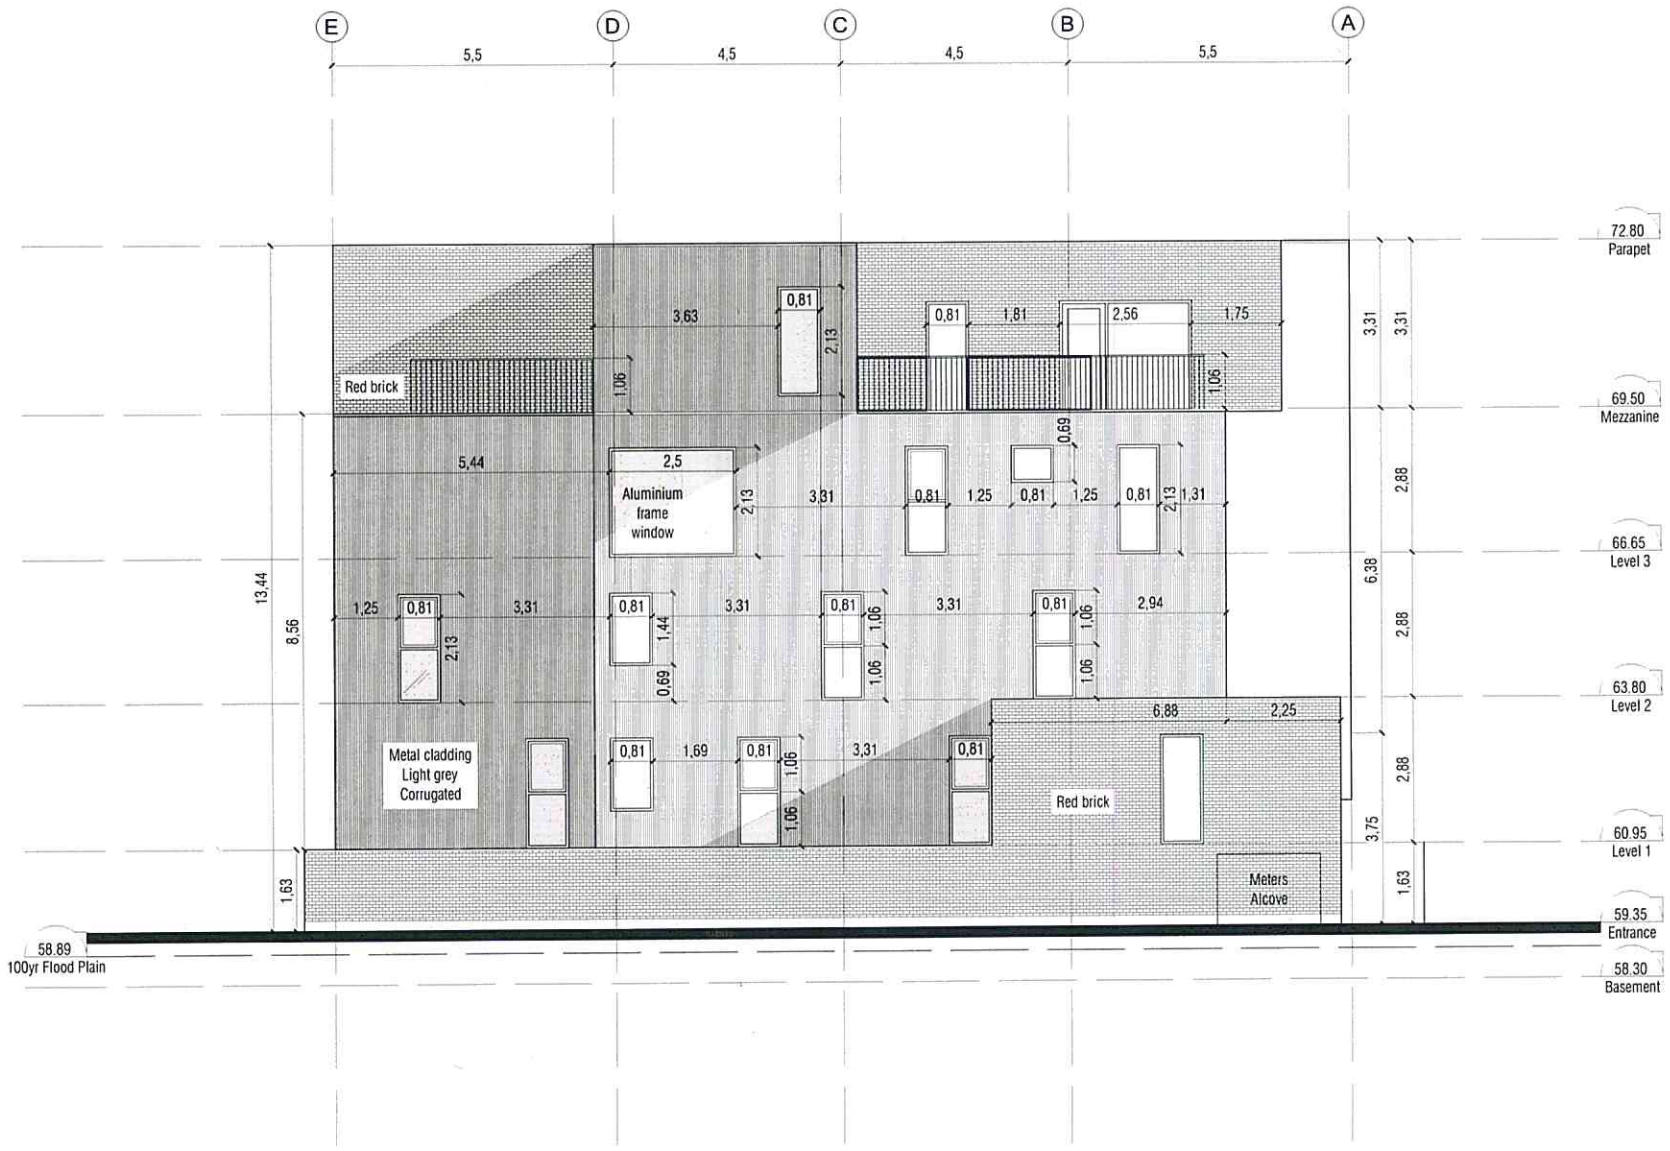 E D C B A
5,5 4,5 4,5 5,5
72.80
Parapet
0,81
0,81 1,81 2,56 1,75
3,63
2,13
3,31 3,31
Red brick
1,06
1,06
69.50
Mezzanine
0,69
5,44 2,5
Aluminium
frame
window
2,13
3,31 0,81 1,25 0,81 1,25 0,81 2,13 1,31
2,88
66.65
Level 3
13,44
6,38
1,25 0,81 3,31 0,81 3,31 0,81 3,31 0,81 2,94
1,44
1,06
1,06
8,56
2,13
2,88
0,69
1,06
1,06
63.80
Level 2
6,88 2,25
0,81 1,69 0,81 3,31 0,81
1,06
Metal cladding
Light grey
Corrugated
2,88
Red brick
1,06
3,75
60.95
Level 1
1,63
Meters
Alcove
1,63
59.35
Entrance
58.89
100yr Flood Plain
58.30
Basement